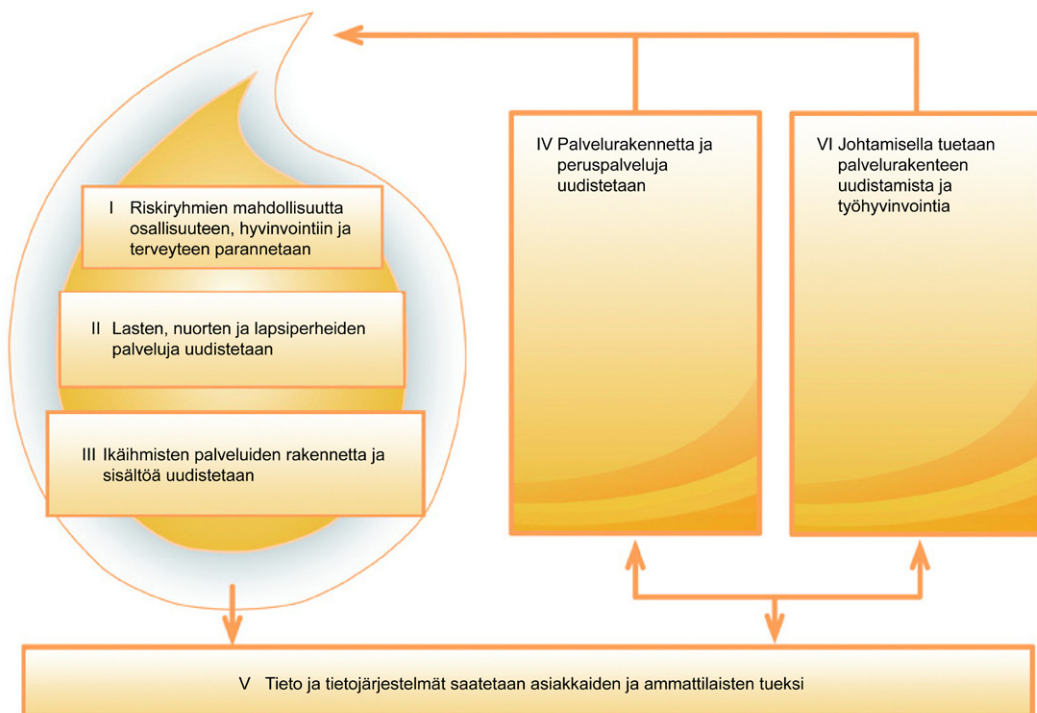 I Riskiryhmien mahdollisuutta
osallisuuteen, hyvinvointiin ja
terveyteen parannetaan
II Lasten, nuorten ja lapsiperheiden
palveluja uudistetaan
III Ikäihmisten palveluiden rakennetta ja
sisältöä uudistetaan
IV Palvelurakennetta ja
peruspalveluja
uudistetaan
VI Johtamisella tuetaan
palvelurakenteen
uudistamista ja
työhyvinvointia
V Tieto ja tietojärjestelmät saatetaan asiakkaiden ja ammattilaisten tueksi